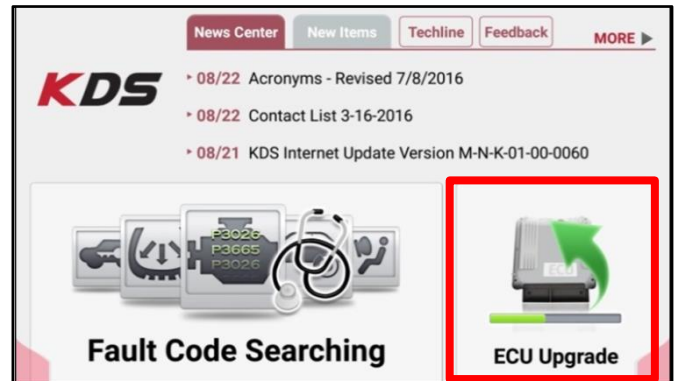 News Center New Items Techline Feedback MORE ▶
KDS
08/22 Acronyms - Revised 7/8/2016
08/22 Contact List 3-16-2016
08/21 KDS Internet Update Version M-N-K-01-00-0060
P3026
P3665
P3026
ECU
Fault Code Searching
ECU Upgrade